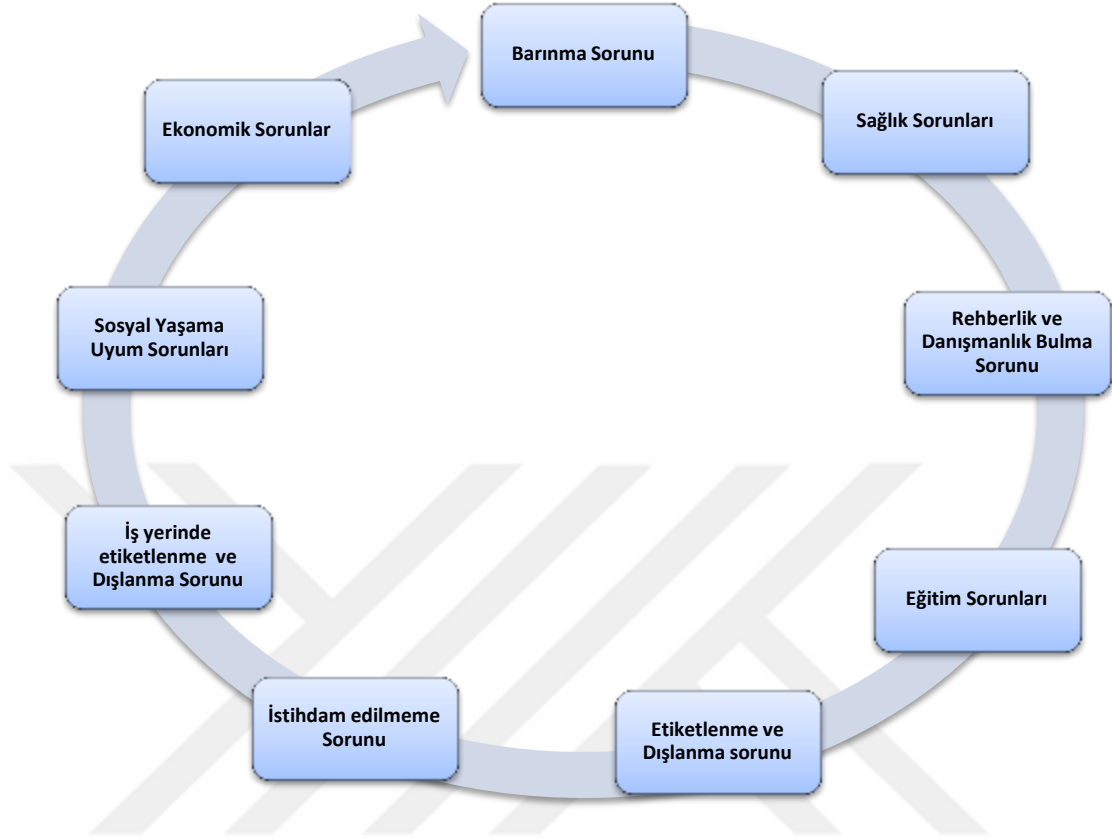 Barınma Sorunu
Sağlık Sorunları
Rehberlik ve
Danışmanlık Bulma
Sorunu
Eğitim Sorunları
Etiketlenme ve
Dışlanma sorunu
İstihdam edilmeme
Sorunu
İş yerinde
etiketlenme ve
Dışlanma Sorunu
Sosyal Yaşama
Uyum Sorunları
Ekonomik Sorunlar